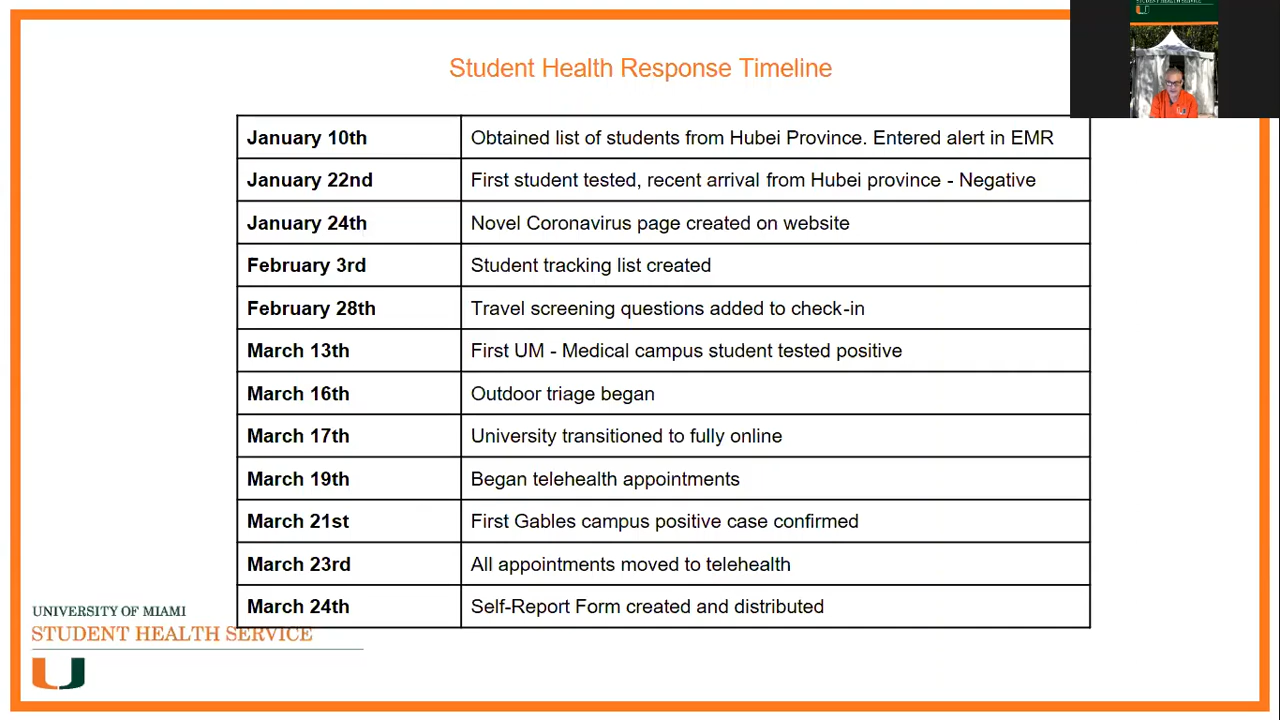 STUDENT HEALTH SERVICE
Student Health Response Timeline
January 10th Obtained list of students from Hubei Province. Entered alert in EMR
January 22nd First student tested, recent arrival from Hubei province - Negative
January 24th Novel Coronavirus page created on website
February 3rd Student tracking list created
February 28th Travel screening questions added to check-in
March 13th First UM - Medical campus student tested positive
March 16th Outdoor triage began
March 17th University transitioned to fully online
March 19th Began telehealth appointments
March 21st First Gables campus positive case confirmed
March 23rd All appointments moved to telehealth
March 24th Self-Report Form created and distributed
UNIVERSITY OF MIAMI
STUDENT HEALTH SERVICE
U